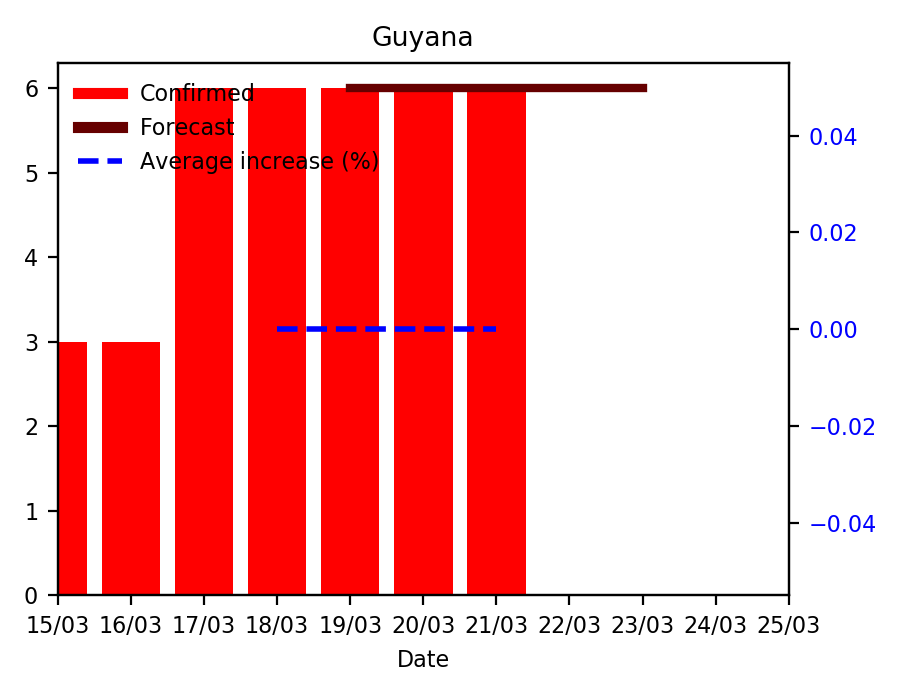 Guyana
Confirmed
Forecast
Average increase (%)
6
5
4
3
2
1
0
0.04
0.02
0.00
−0.02
−0.04
15/03 16/03 17/03 18/03 19/03 20/03 21/03 22/03 23/03 24/03 25/03
Date